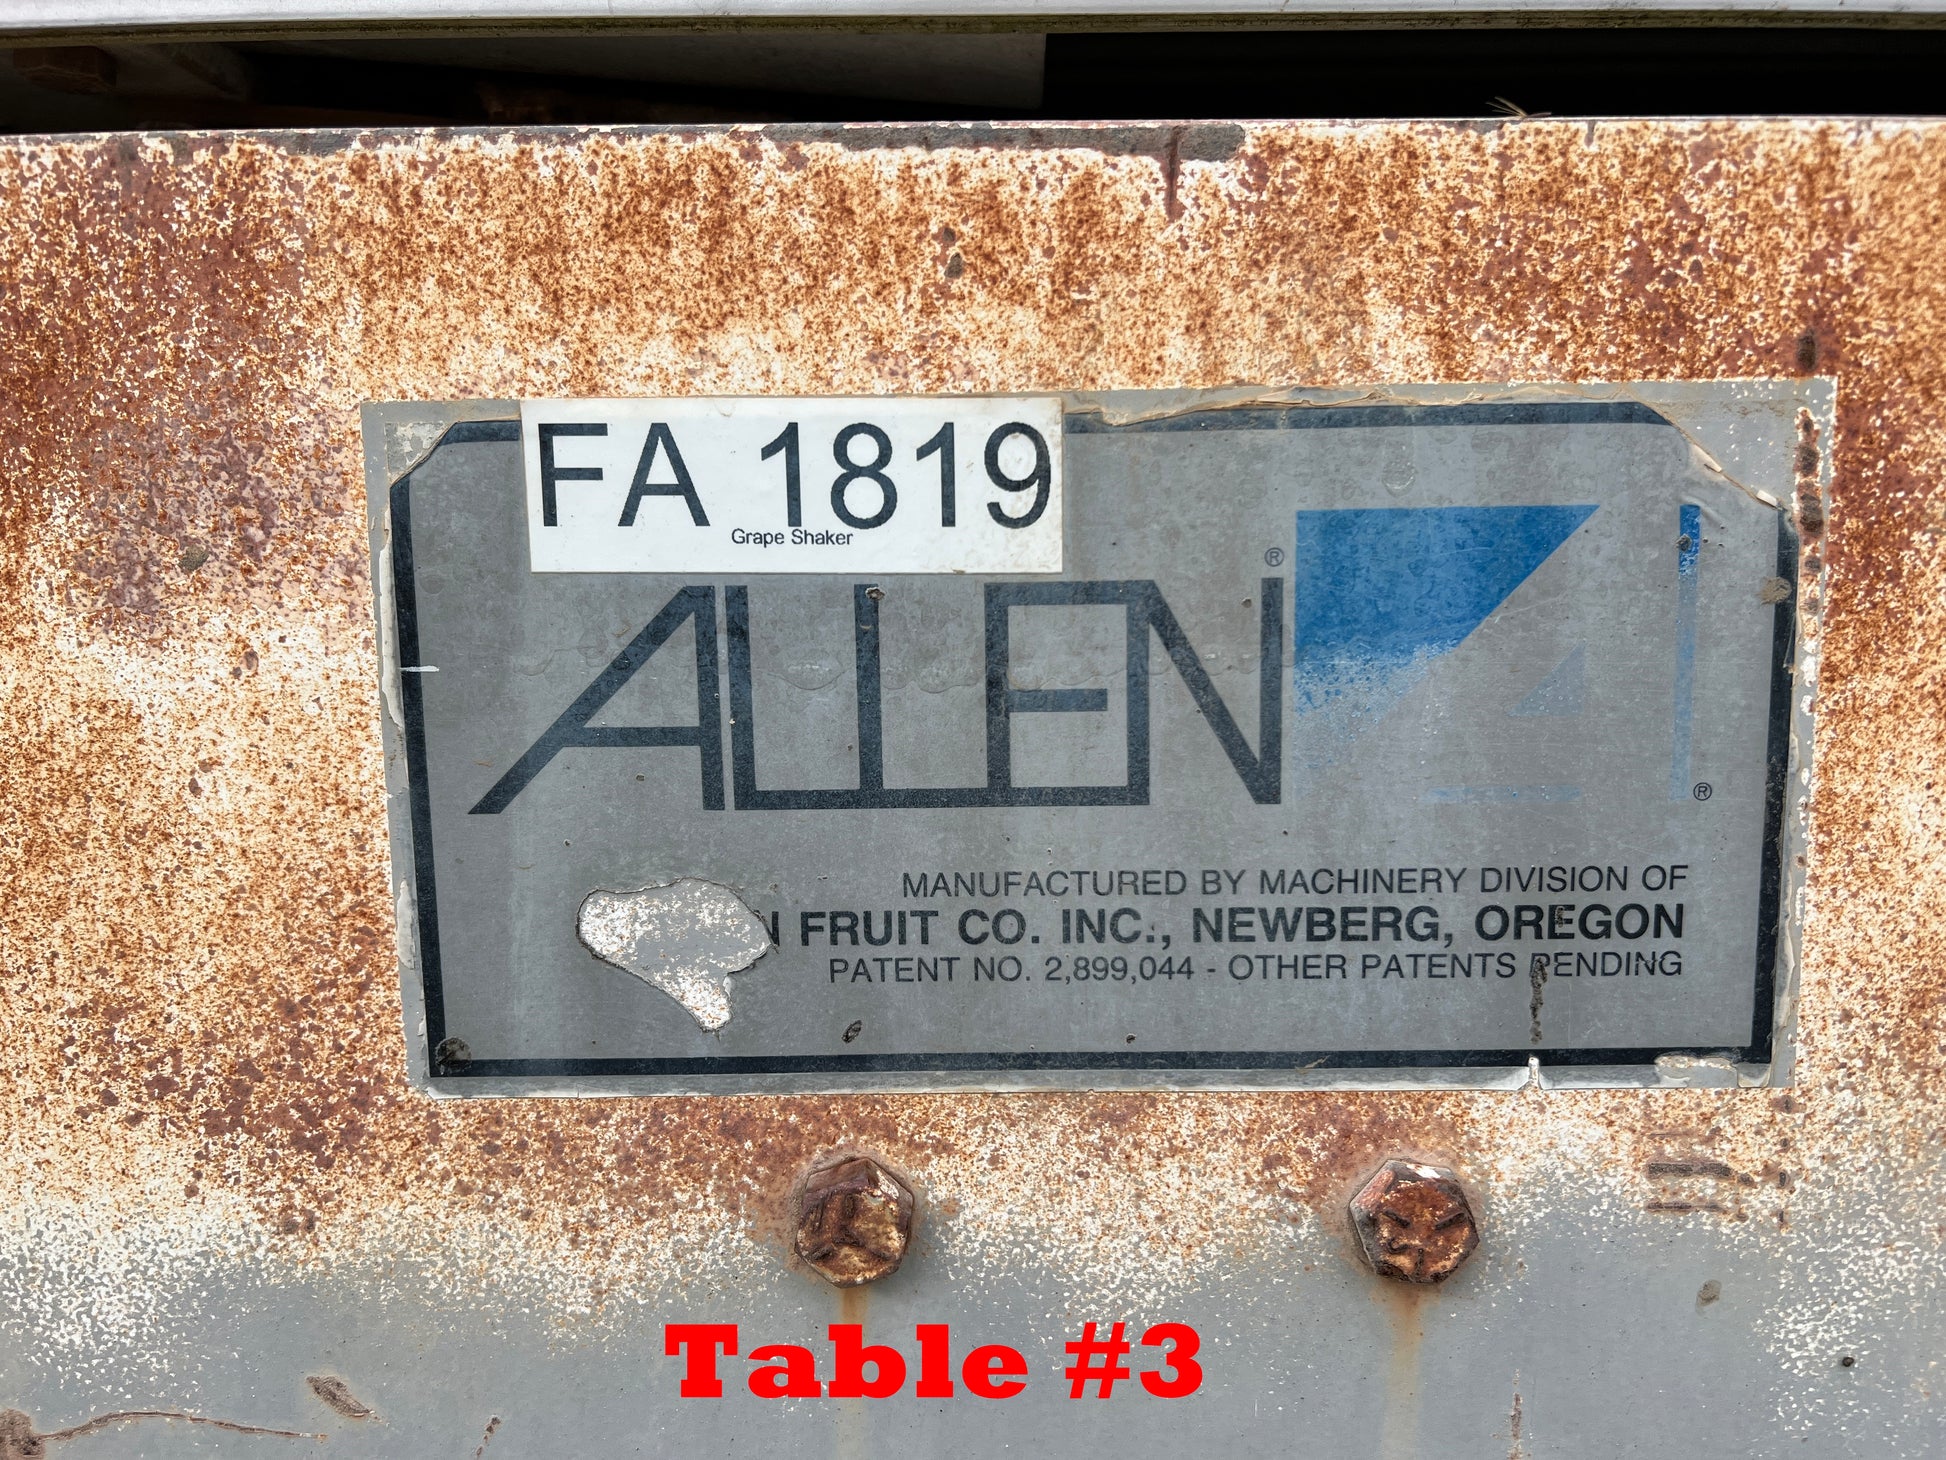 FA 1819
Grape Shaker
ALLEN®
®
MANUFACTURED BY MACHINERY DIVISION OF
N FRUIT CO. INC., NEWBERG, OREGON
PATENT NO. 2,899,044 - OTHER PATENTS PENDING
Table #3